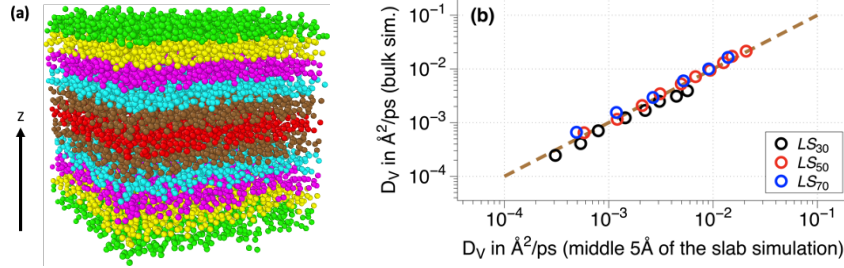 (a)
z
(b)
D_V in Å²/ps (bulk sim.)
10⁻¹
10⁻²
10⁻³
10⁻⁴
LS₃₀
LS₅₀
LS₇₀
10⁻⁴ 10⁻³ 10⁻² 10⁻¹
D_V in Å²/ps (middle 5Å of the slab simulation)